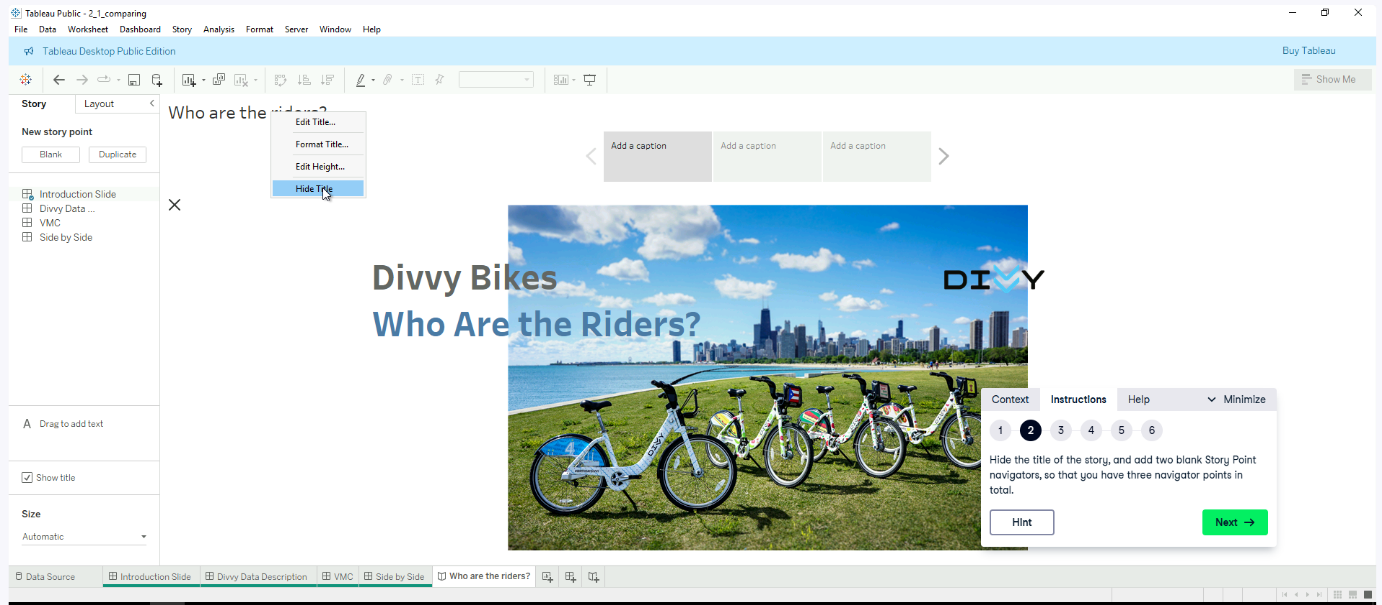 Tableau Public - 2_1_comparing
File Data Worksheet Dashboard Story Analysis Format Server Window Help
Tableau Desktop Public Edition
Buy Tableau
Show Me
Story
Layout
New story point
Blank
Duplicate
Introduction Slide
Divvy Data ...
VMC
Side by Side
Drag to add text
Show title
Size
Automatic
Who are the riders?
Edit Title...
Format Title...
Edit Height...
Hide Title
Add a caption
Add a caption
Add a caption
Divvy Bikes
Who Are the Riders?
DIVVY
4
DIVVY
Context
Instructions
Help
Minimize
1 2 3 4 5 6
Hide the title of the story, and add two blank Story Point
navigators, so that you have three navigator points in
total.
Hint
Next
Data Source
Introduction Slide
Divvy Data Description
VMC
Side by Side
Who are the riders?